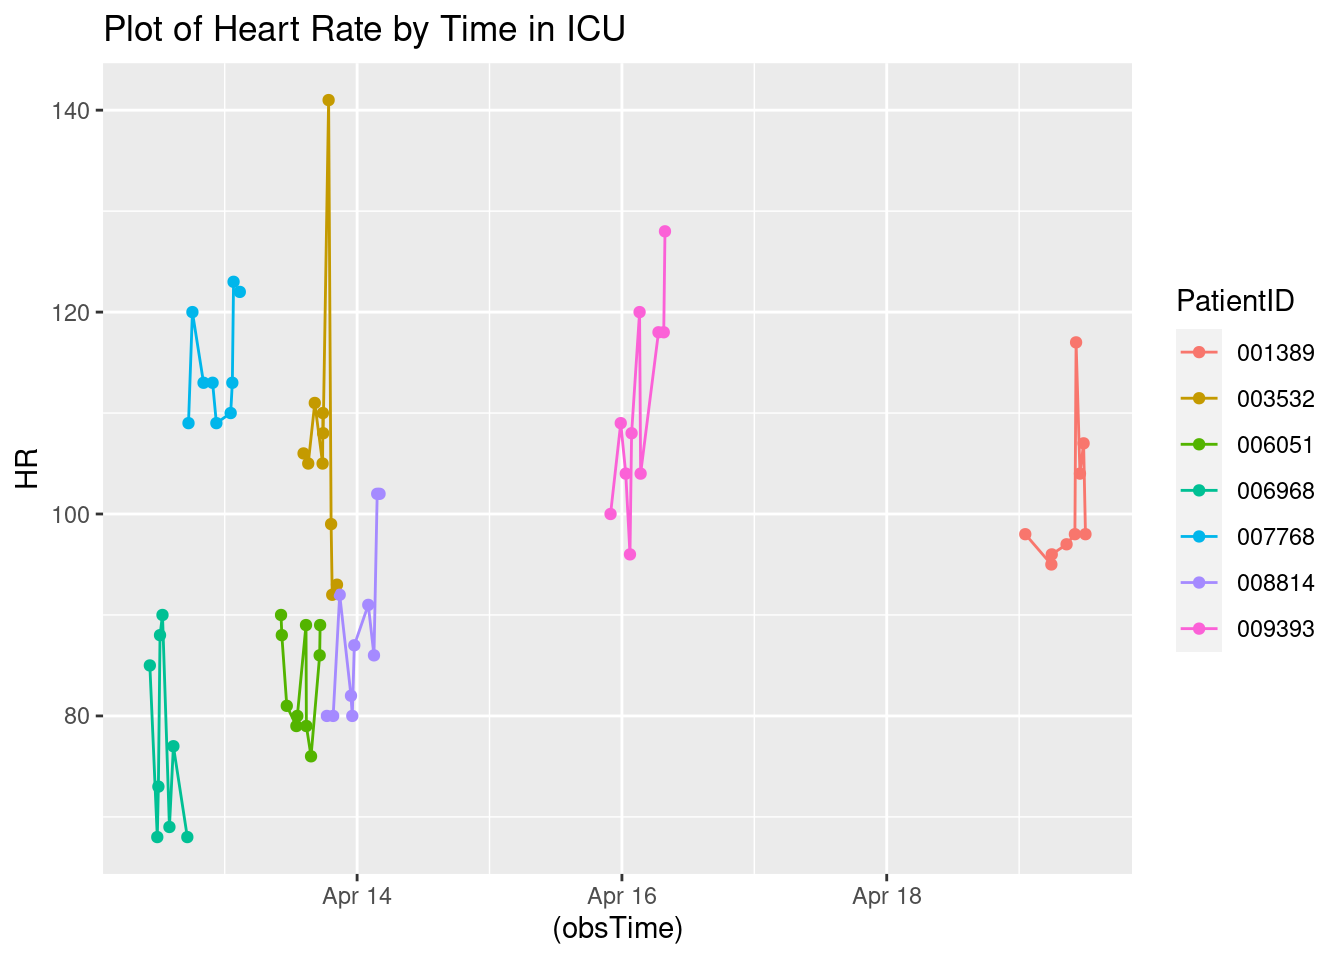 Plot of Heart Rate by Time in ICU
140
120
100
80
HR
Apr 14
Apr 16
Apr 18
(obsTime)
PatientID
001389
003532
006051
006968
007768
008814
009393